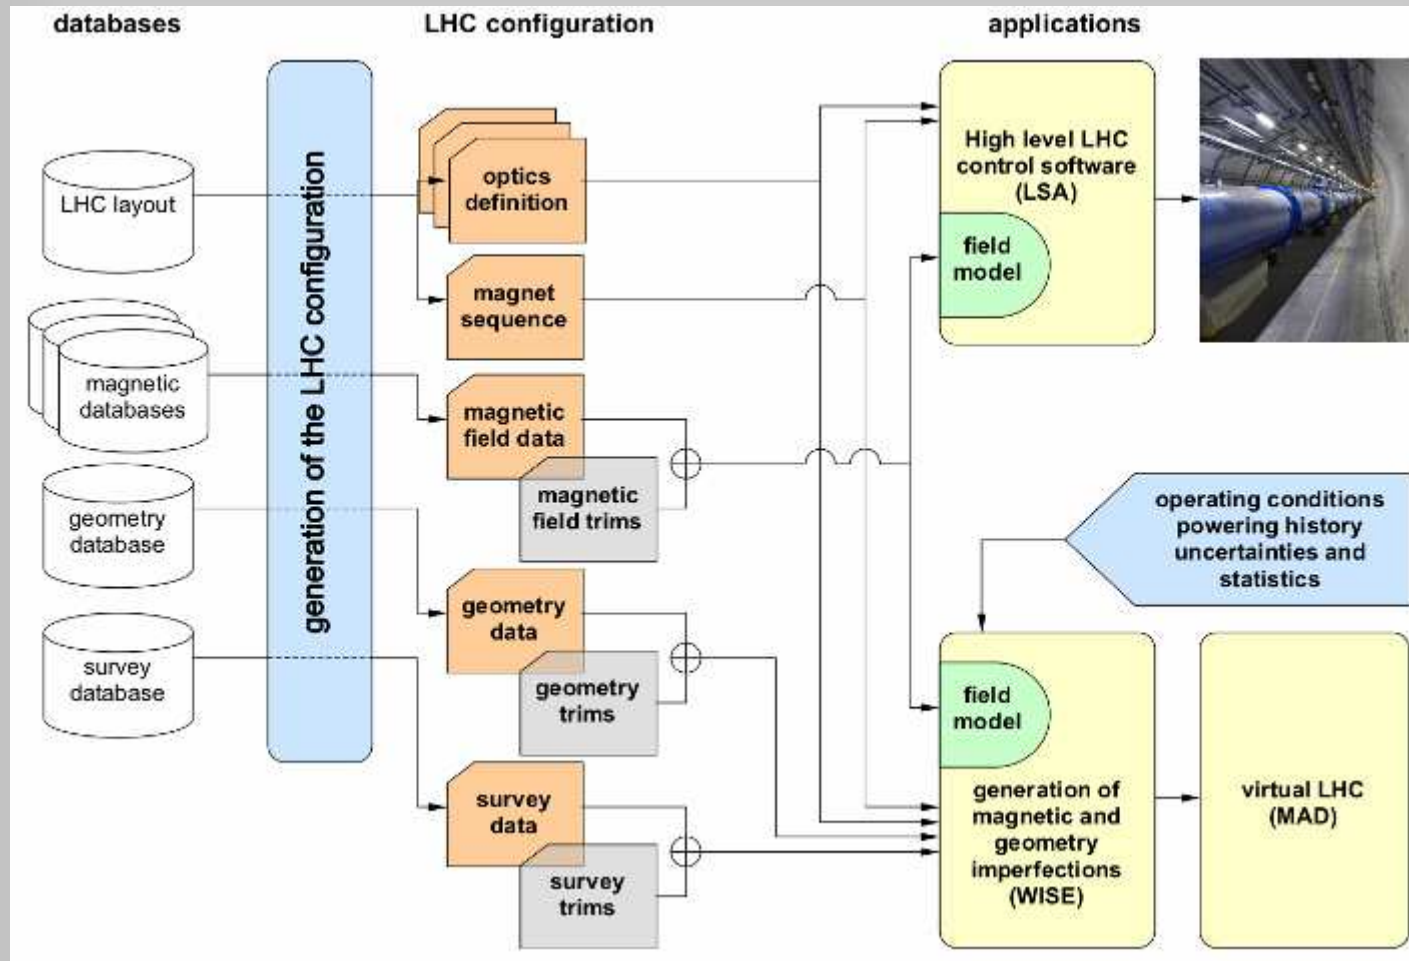 databases
LHC configuration
applications
generation of the LHC configuration
LHC layout
magnetic
databases
geometry
database
survey
database
optics
definition
magnet
sequence
magnetic
field data
magnetic
field trims
geometry
data
geometry
trims
survey
data
survey
trims
High level LHC
control software
(LSA)
field
model
operating conditions
powering history
uncertainties and
statistics
field
model
generation of
magnetic and
geometry
imperfections
(WISE)
virtual LHC
(MAD)